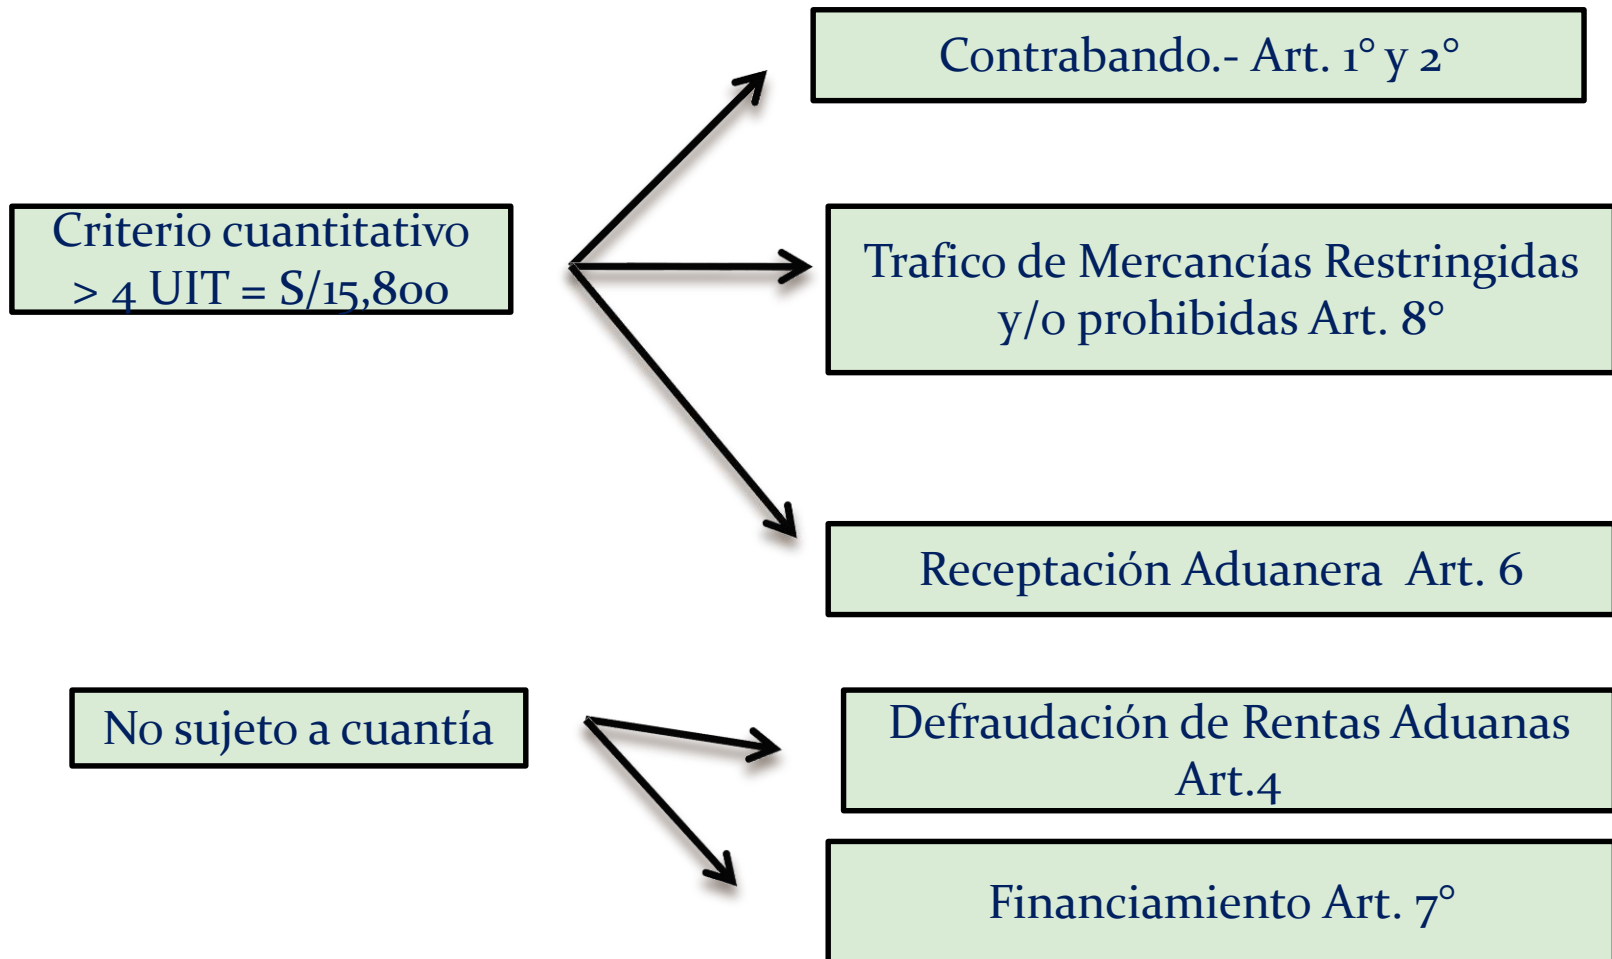 Contrabando.- Art. 1° y 2°
Criterio cuantitativo
> 4 UIT = S/15,800
Trafico de Mercancías Restringidas
y/o prohibidas Art. 8°
Receptación Aduanera Art. 6
No sujeto a cuantía
Defraudación de Rentas Aduanas
Art.4
Financiamiento Art. 7°